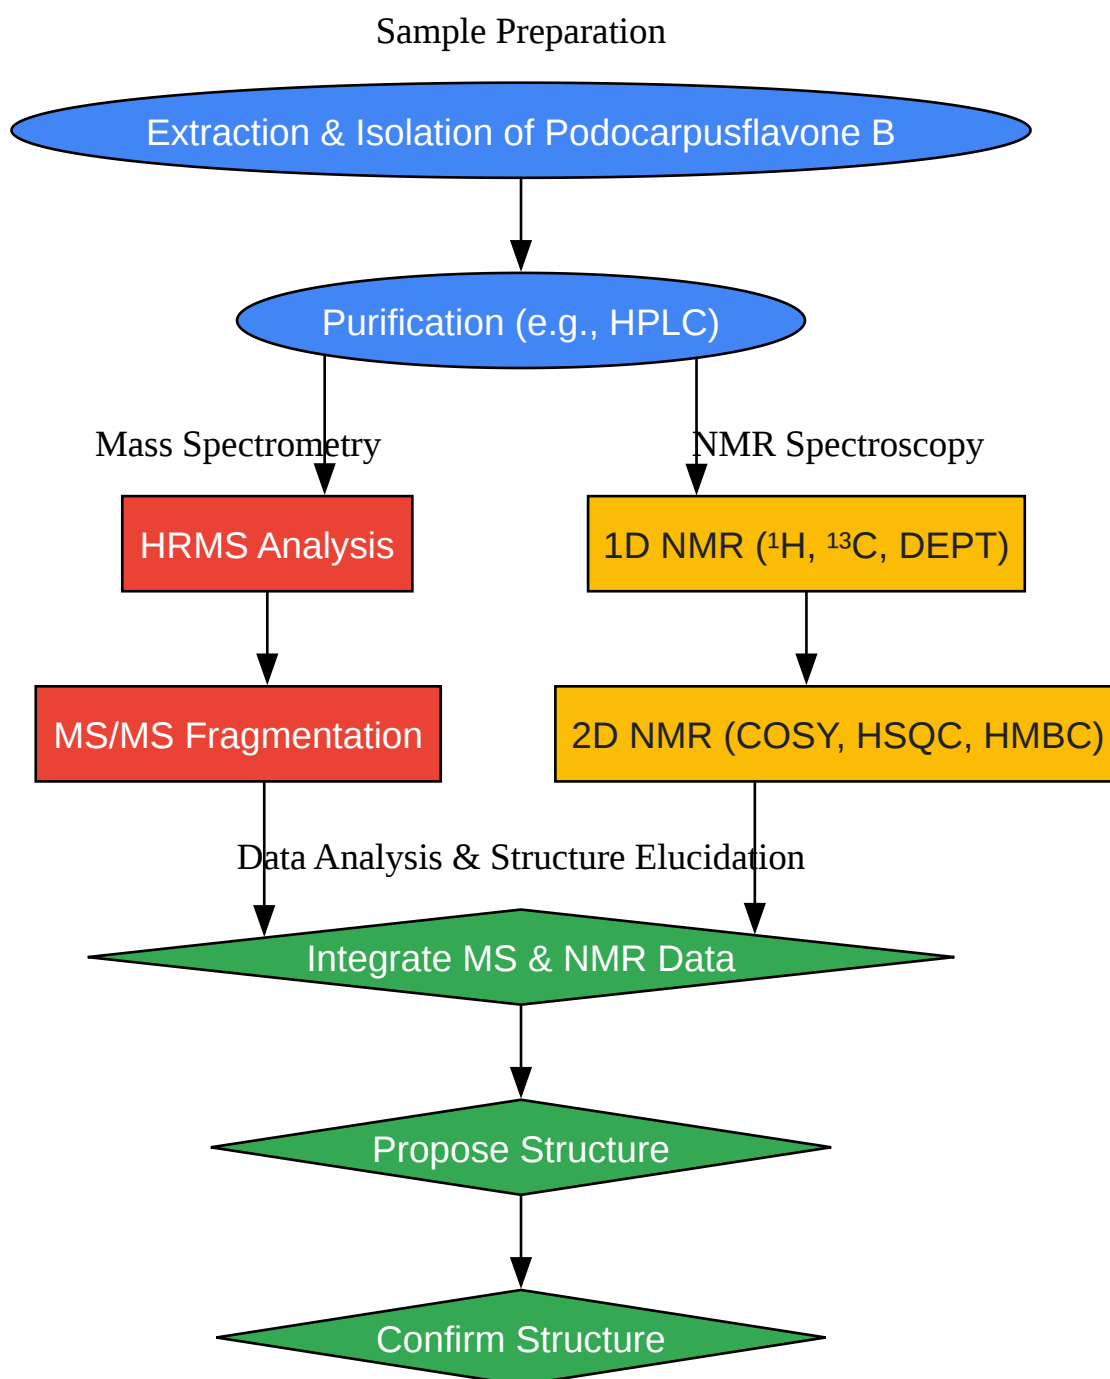 Sample Preparation
Extraction & Isolation of Podocarpusflavone B
Purification (e.g., HPLC)
Mass Spectrometry
NMR Spectroscopy
HRMS Analysis
1D NMR (¹H, ¹³C, DEPT)
MS/MS Fragmentation
2D NMR (COSY, HSQC, HMBC)
Data Analysis & Structure Elucidation
Integrate MS & NMR Data
Propose Structure
Confirm Structure